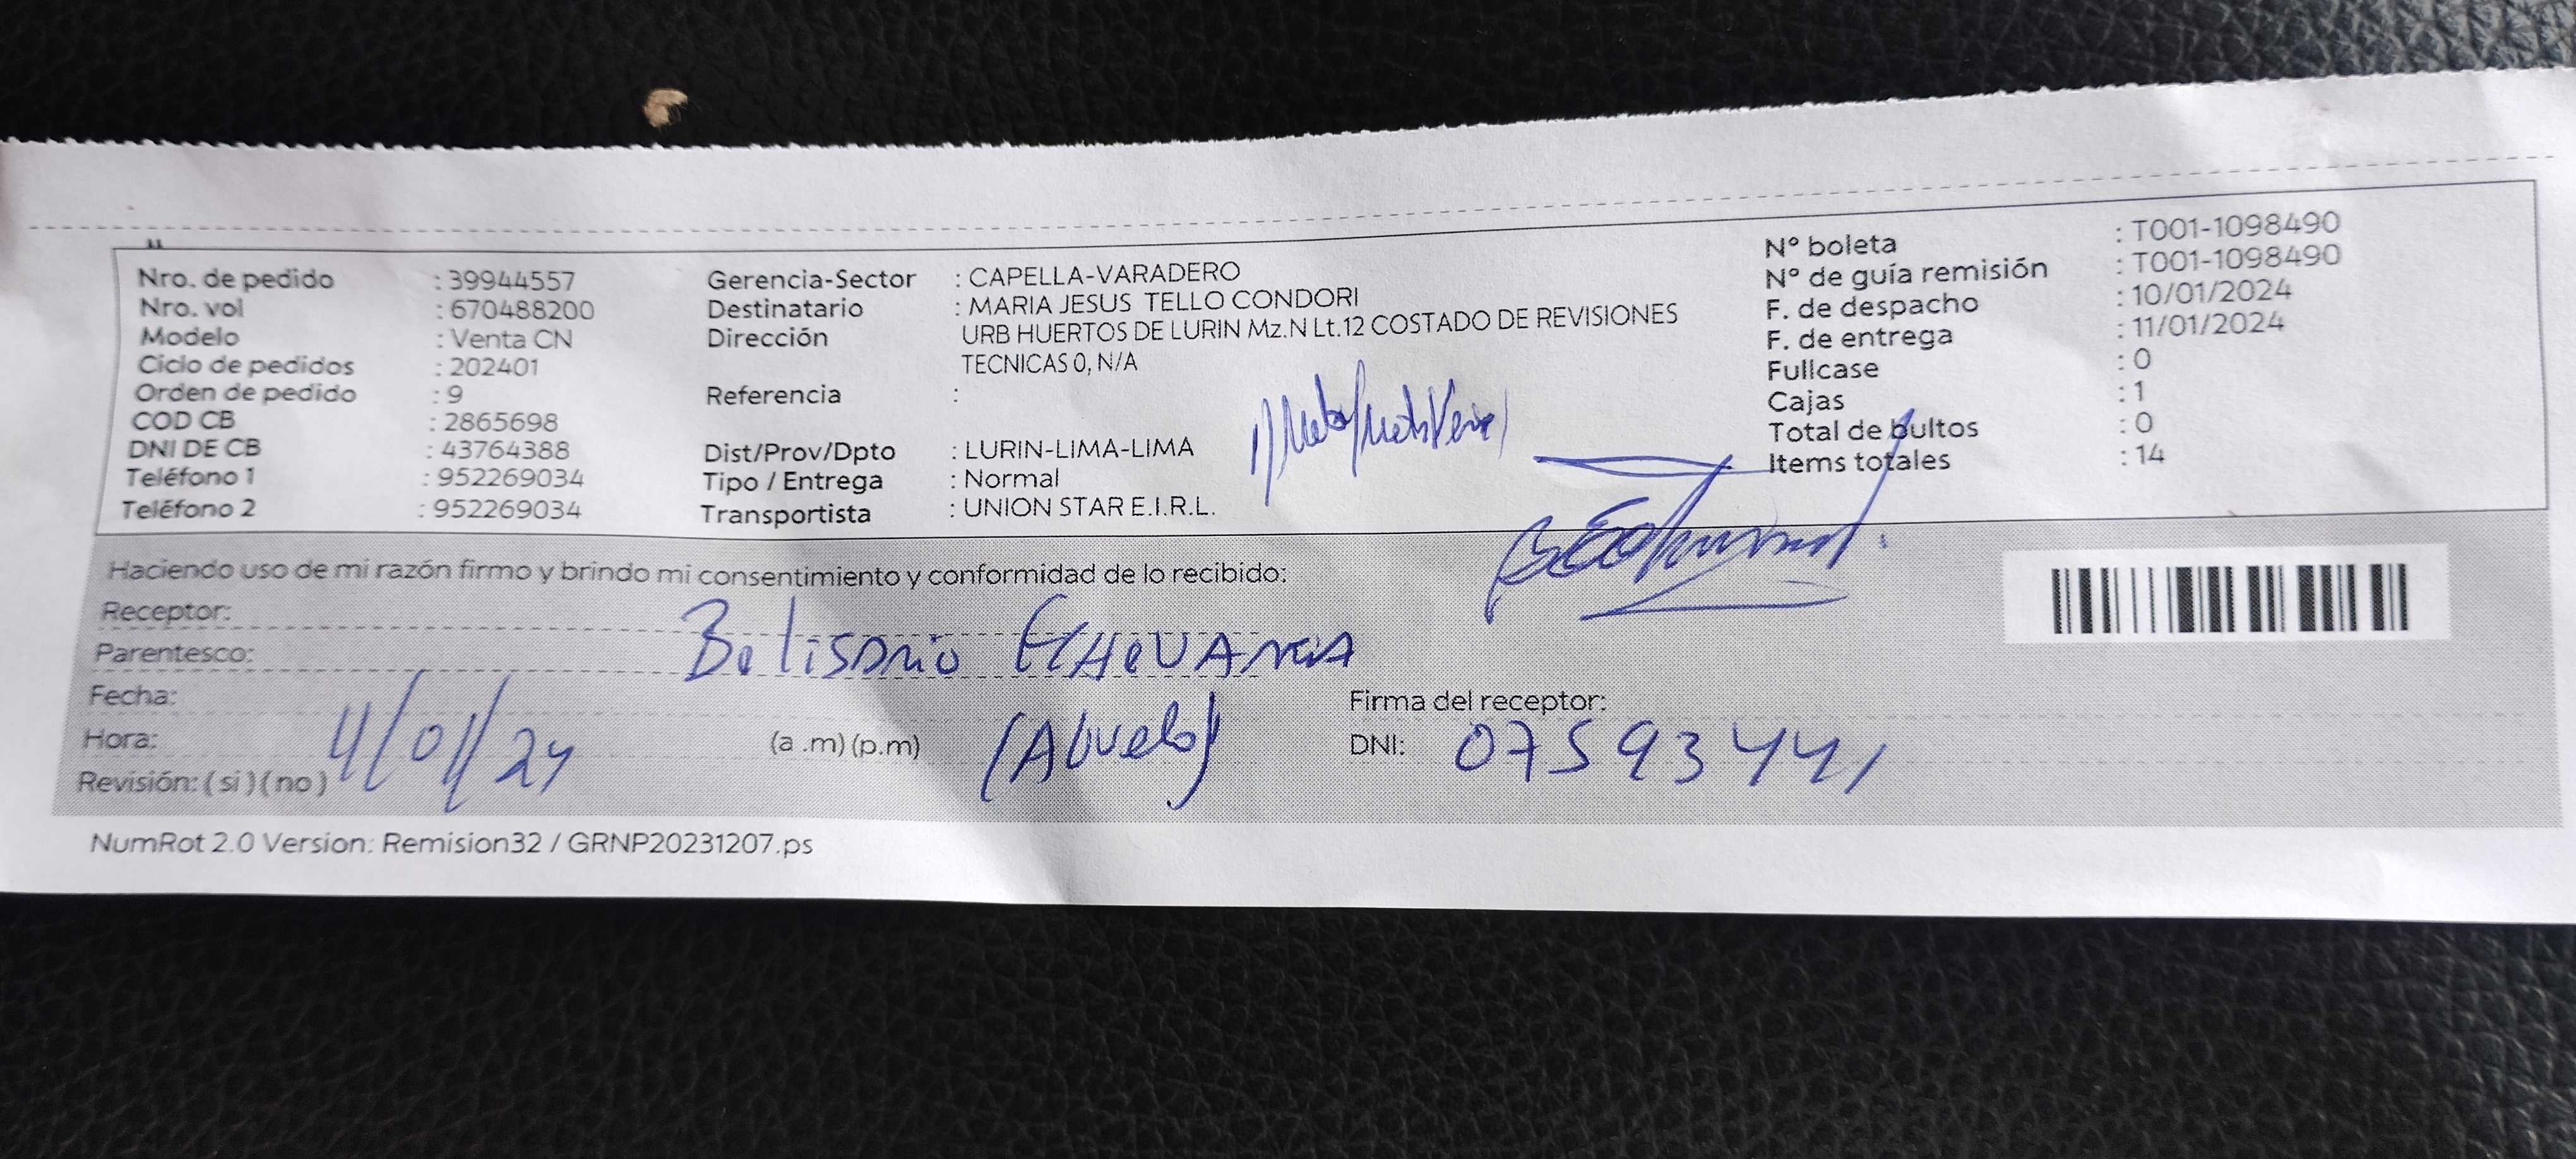 Nro. de pedido : 39944557 Gerencia-Sector : CAPELLA-VARADERO N° boleta : T001-1098490
Nro. vol : 670488200 Destinatario : MARIA JESUS TELLO CONDORI N° de guía remisión : T001-1098490
Modelo : Venta CN Dirección URB HUERTOS DE LURIN Mz.N Lt.12 COSTADO DE REVISIONES F. de despacho : 10/01/2024
Ciclo de pedidos : 202401 TECNICAS 0, N/A F. de entrega : 11/01/2024
Orden de pedido : 9 Referencia : Fullcase : 0
COD CB : 2865698 Cajas : 1
DNI DE CB : 43764388 Dist/Prov/Dpto : LURIN-LIMA-LIMA Total de bultos : 0
Teléfono 1 : 952269034 Tipo / Entrega : Normal Items totales : 14
Teléfono 2 : 952269034 Transportista : UNION STAR E.I.R.L.
Haciendo uso de mi razón firmo y brindo mi consentimiento y conformidad de lo recibido:
Receptor:
Parentesco: Belisario
Fecha: Firma del receptor:
Hora: (a .m) (p.m) (Abuelo) DNI: 07593441
Revisión: ( si ) ( no )
NumRot 2.0 Version: Remision32 / GRNP20231207.ps